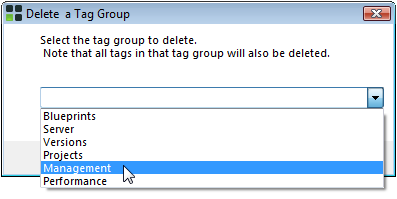 Delete a Tag Group
Select the tag group to delete.
Note that all tags in that tag group will also be deleted.
Blueprints
Server
Versions
Projects
Management
Performance